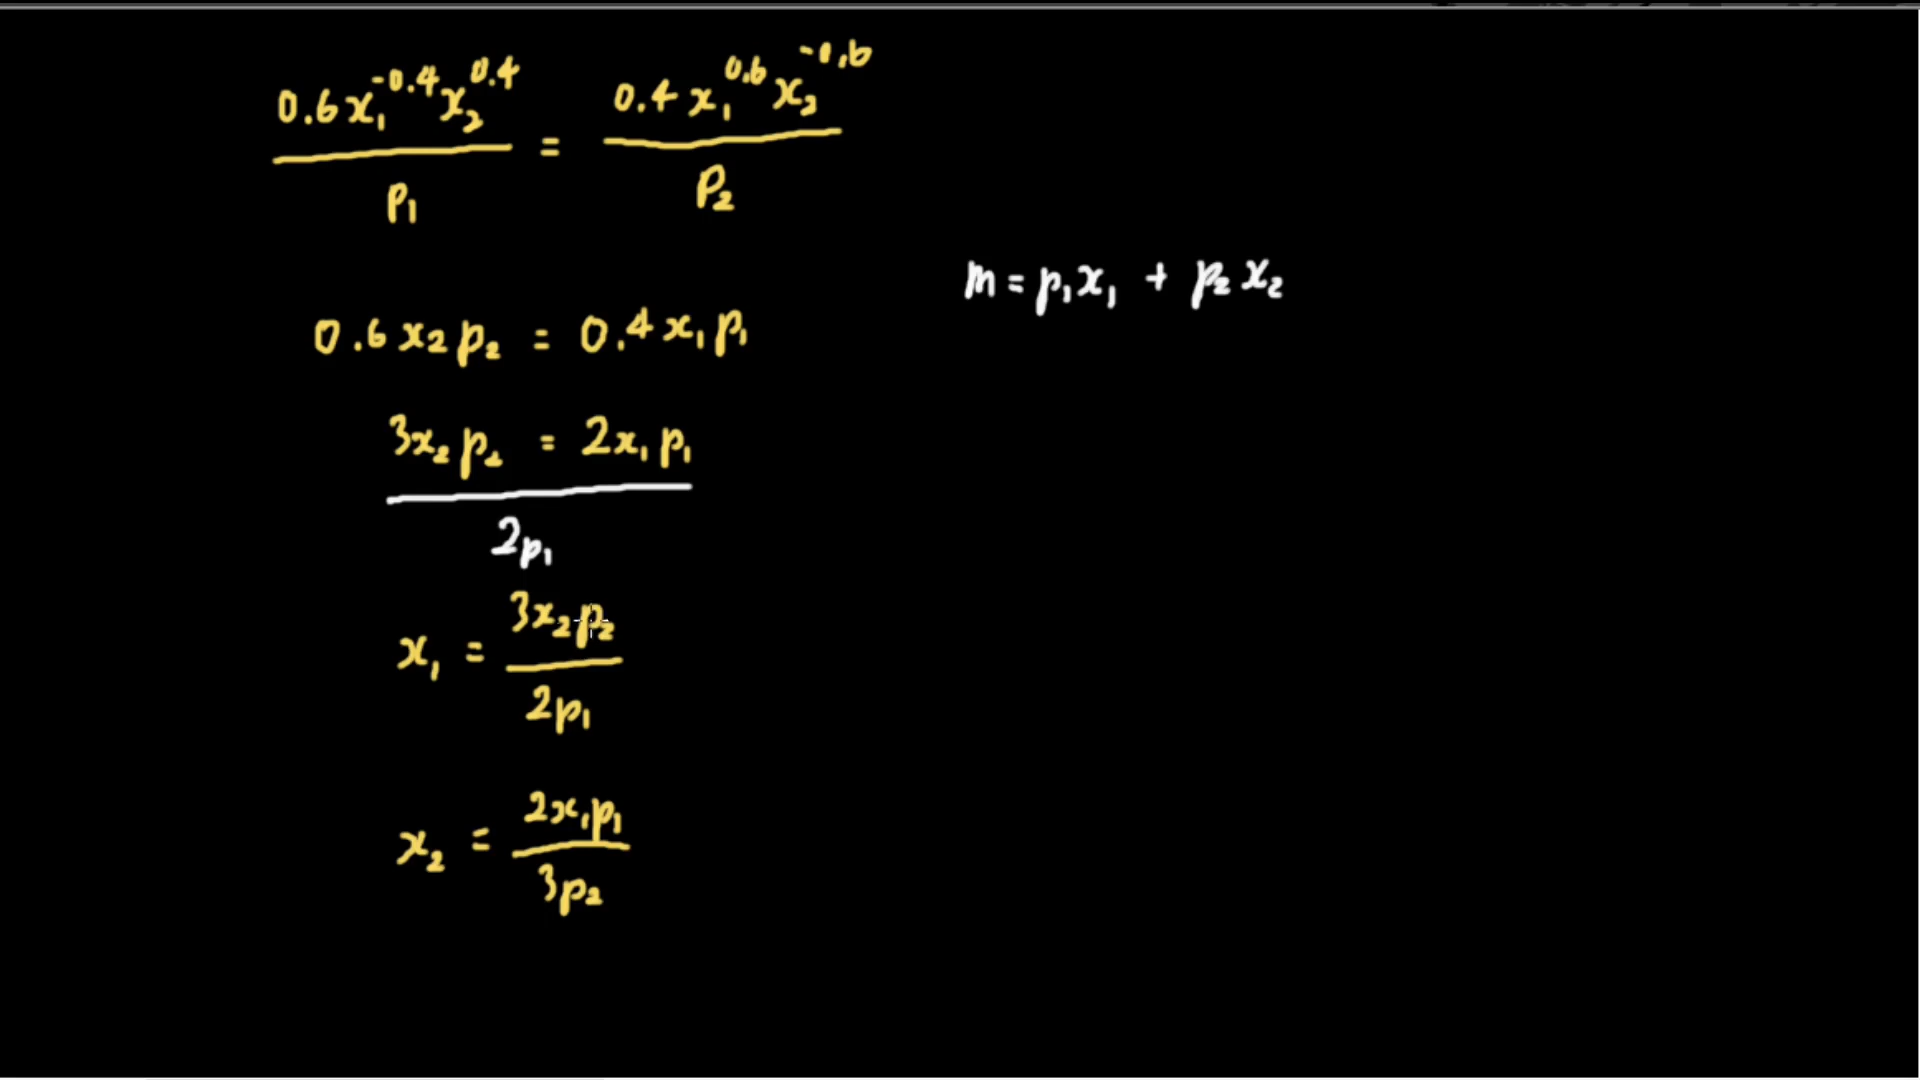 0.6x₁^-0.4 x₂^0.4 / P₁ = 0.4x₁^0.6 x₂^-0.6 / P₂
m = p₁x₁ + p₂x₂
0.6x₂p₂ = 0.4x₁p₁
3x₂p₂ = 2x₁p₁
2p₁
x₁ = 3x₂p₂ / 2p₁
x₂ = 2x₁p₁ / 3p₂